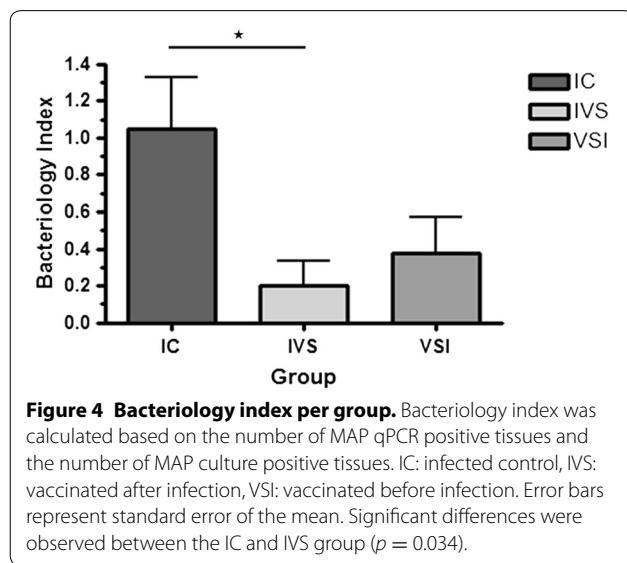 ★
1.4
1.2
1.0
0.8
0.6
0.4
0.2
0.0
Bacteriology Index
IC
IVS
VSI
Group
IC
IVS
VSI
Figure 4 Bacteriology index per group. Bacteriology index was
calculated based on the number of MAP qPCR positive tissues and
the number of MAP culture positive tissues. IC: infected control, IVS:
vaccinated after infection, VSI: vaccinated before infection. Error bars
represent standard error of the mean. Significant differences were
observed between the IC and IVS group (p = 0.034).